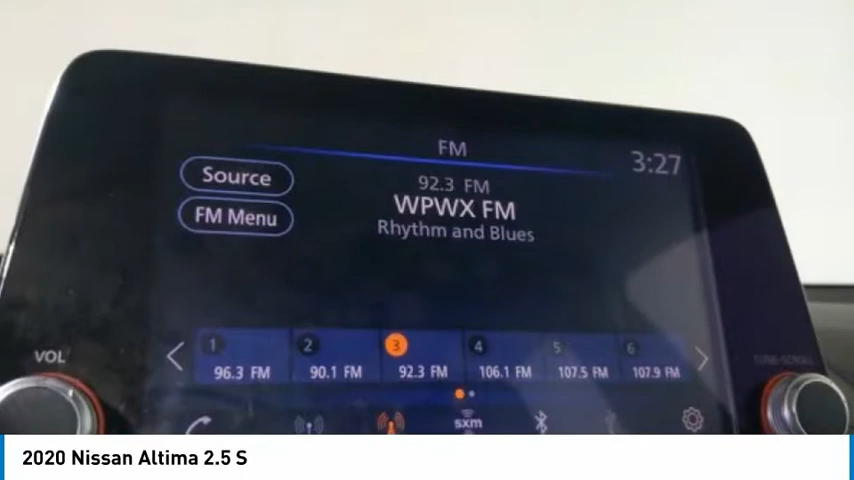 FM
3:27
Source
92.3 FM
WPWX FM
FM Menu
Rhythm and Blues
VOL
TUNE•SCROLL
1 2 3 4 5 6
96.3 FM 90.1 FM 92.3 FM 106.1 FM 107.5 FM 107.9 FM
sxm
2020 Nissan Altima 2.5 S